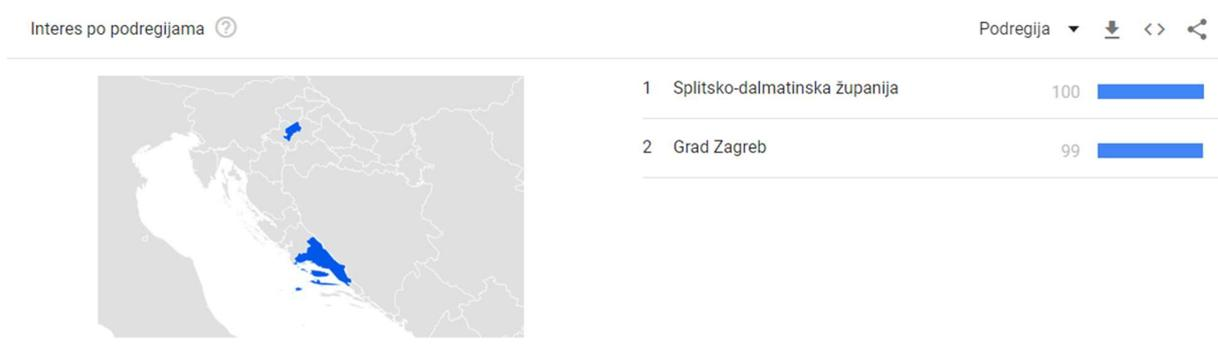 Interes po podregijama ?
Podregija
1 Splitsko-dalmatinska županija 100
2 Grad Zagreb 99